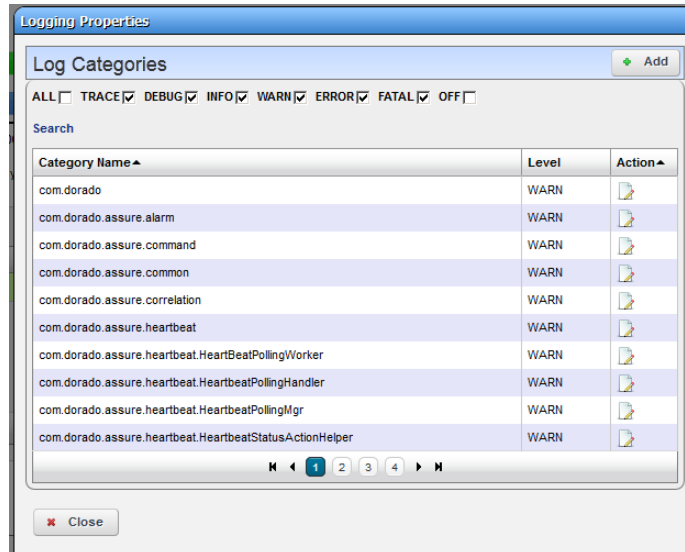 Logging Properties
Log Categories
Add
ALL TRACE DEBUG INFO WARN ERROR FATAL OFF
Search
Category Name Level Action
com.dorado WARN
com.dorado.assure.alarm WARN
com.dorado.assure.command WARN
com.dorado.assure.common WARN
com.dorado.assure.correlation WARN
com.dorado.assure.heartbeat WARN
com.dorado.assure.heartbeat.HeartBeatPollingWorker WARN
com.dorado.assure.heartbeat.HeartbeatPollingHandler WARN
com.dorado.assure.heartbeat.HeartbeatPollingMgr WARN
com.dorado.assure.heartbeat.HeartbeatStatusActionHelper WARN
1 2 3 4
Close